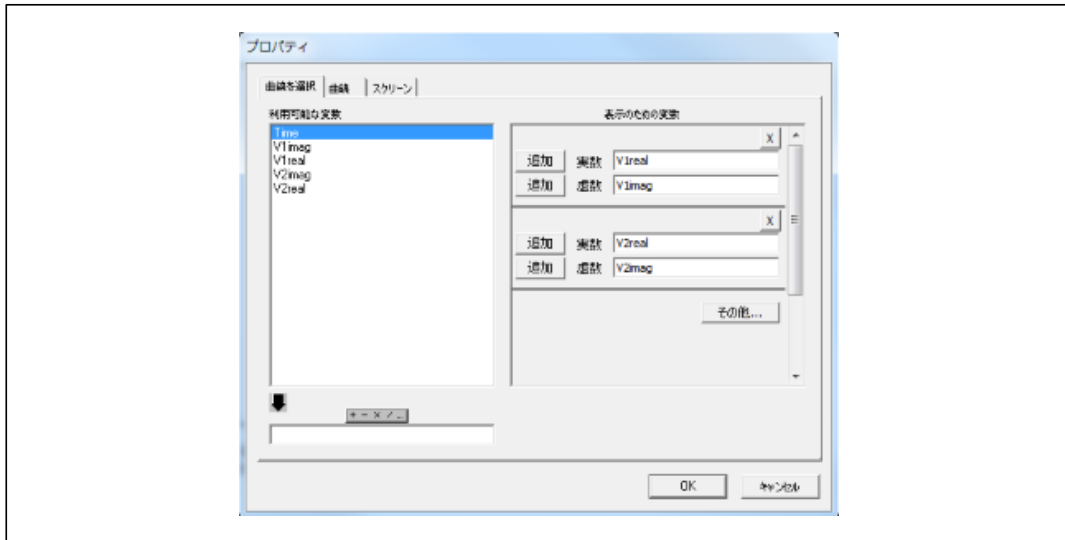 プロパティ
曲線を選択 曲線 スクリーン
利用可能な変数 表示のための変数
Time
V1imag
V1real
V2imag
V2real
X
追加 実数 V1real
追加 虚数 V1imag
X
追加 実数 V2real
追加 虚数 V2imag
その他...
+ - × / ...
OK キャンセル